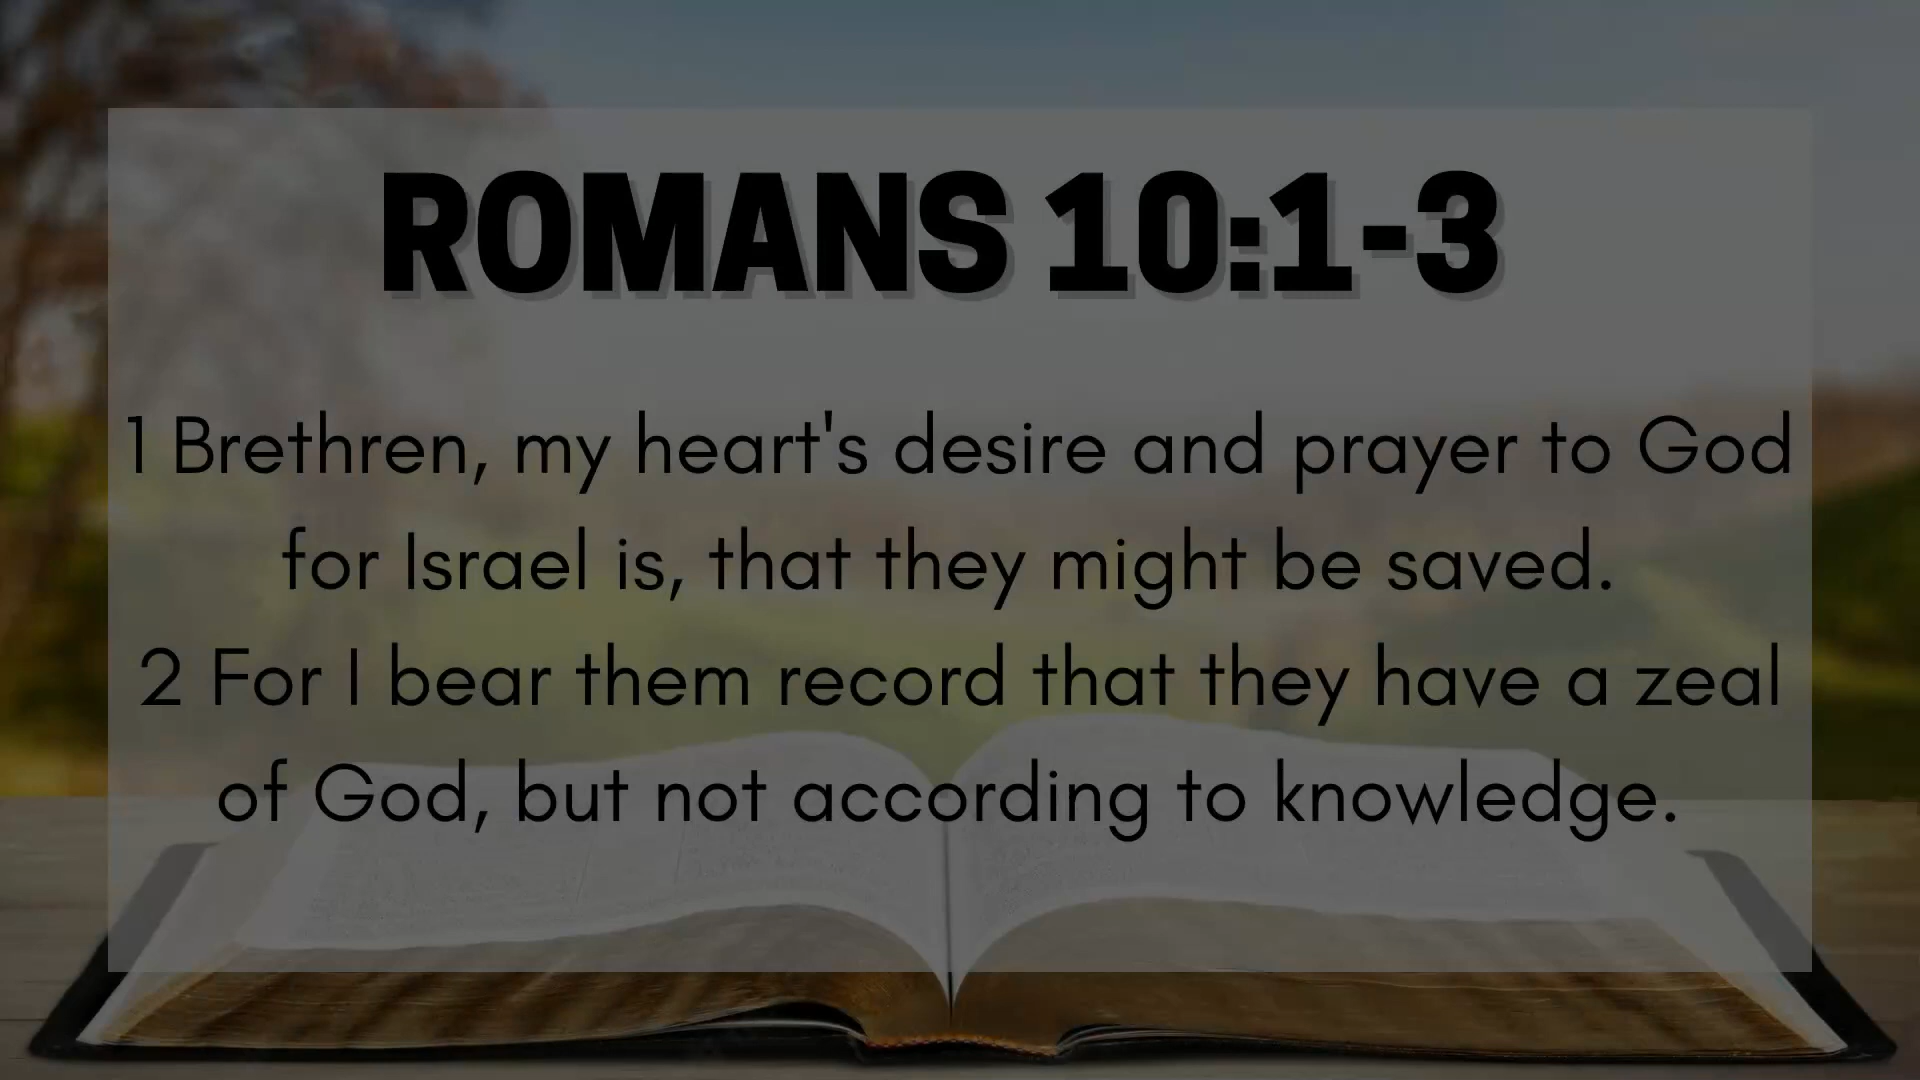 ROMANS 10:1-3
1 Brethren, my heart's desire and prayer to God
for Israel is, that they might be saved.
2 For I bear them record that they have a zeal
of God, but not according to knowledge.